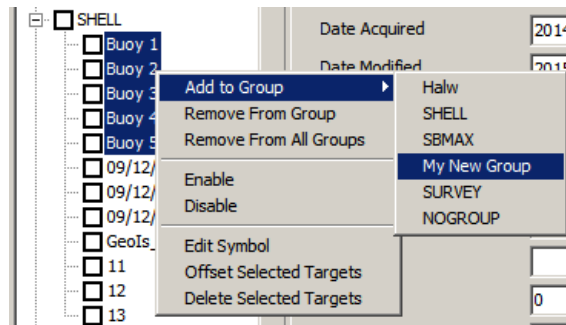 SHELL
Buoy 1
Buoy 2
Buoy 3
Buoy 4
Buoy 5
09/12/
09/12/
09/12/
GeoIs_
11
12
13
Date Acquired
2014
Date Modified
2015
Add to Group
Remove From Group
Remove From All Groups
Enable
Disable
Edit Symbol
Offset Selected Targets
Delete Selected Targets
Halw
SHELL
SBMAX
My New Group
SURVEY
NOGROUP
0